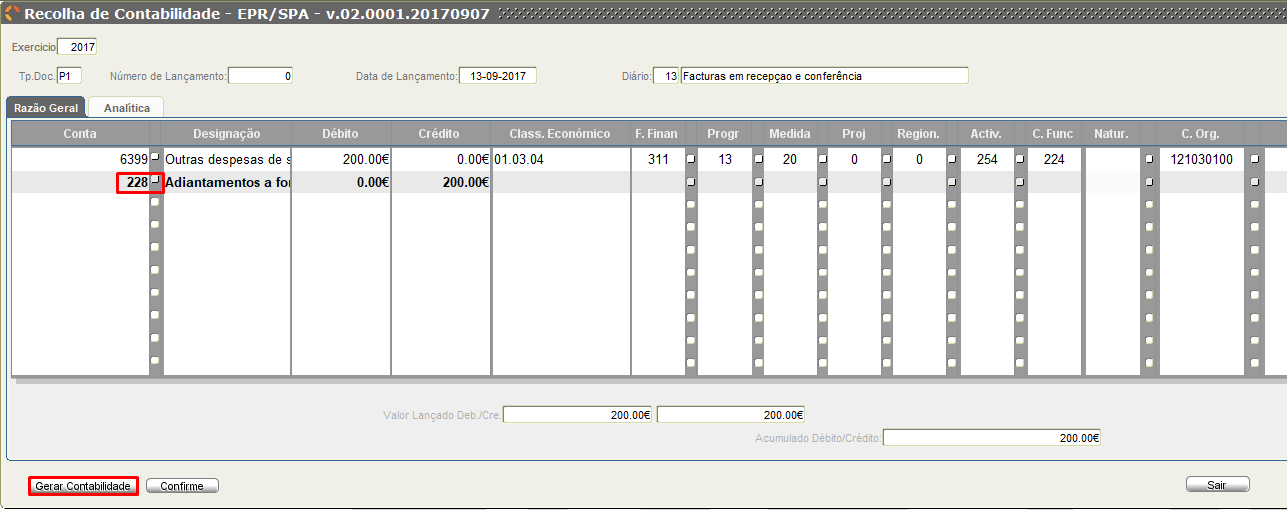 Recolha de Contabilidade - EPR/SPA - v.02.0001.20170907
Exercício 2017
Tp.Doc. P1 Número de Lançamento: 0 Data de Lançamento: 13-09-2017 Diário: 13 Facturas em recepçao e conferência
Razão Geral Analítica
Conta Designação Débito Crédito Class. Económico F. Finan Progr Medida Proj Region. Activ. C. Func Natur. C. Org.
6399 Outras despesas de s 200.00€ 0.00€ 01.03.04 311 13 20 0 0 254 224 121030100
228 Adiantamentos a for 0.00€ 200.00€
Valor Lançado Deb./Cre. 200.00€ 200.00€
Acumulado Débito/Crédito: 200.00€
Gerar Contabilidade Confirme Sair